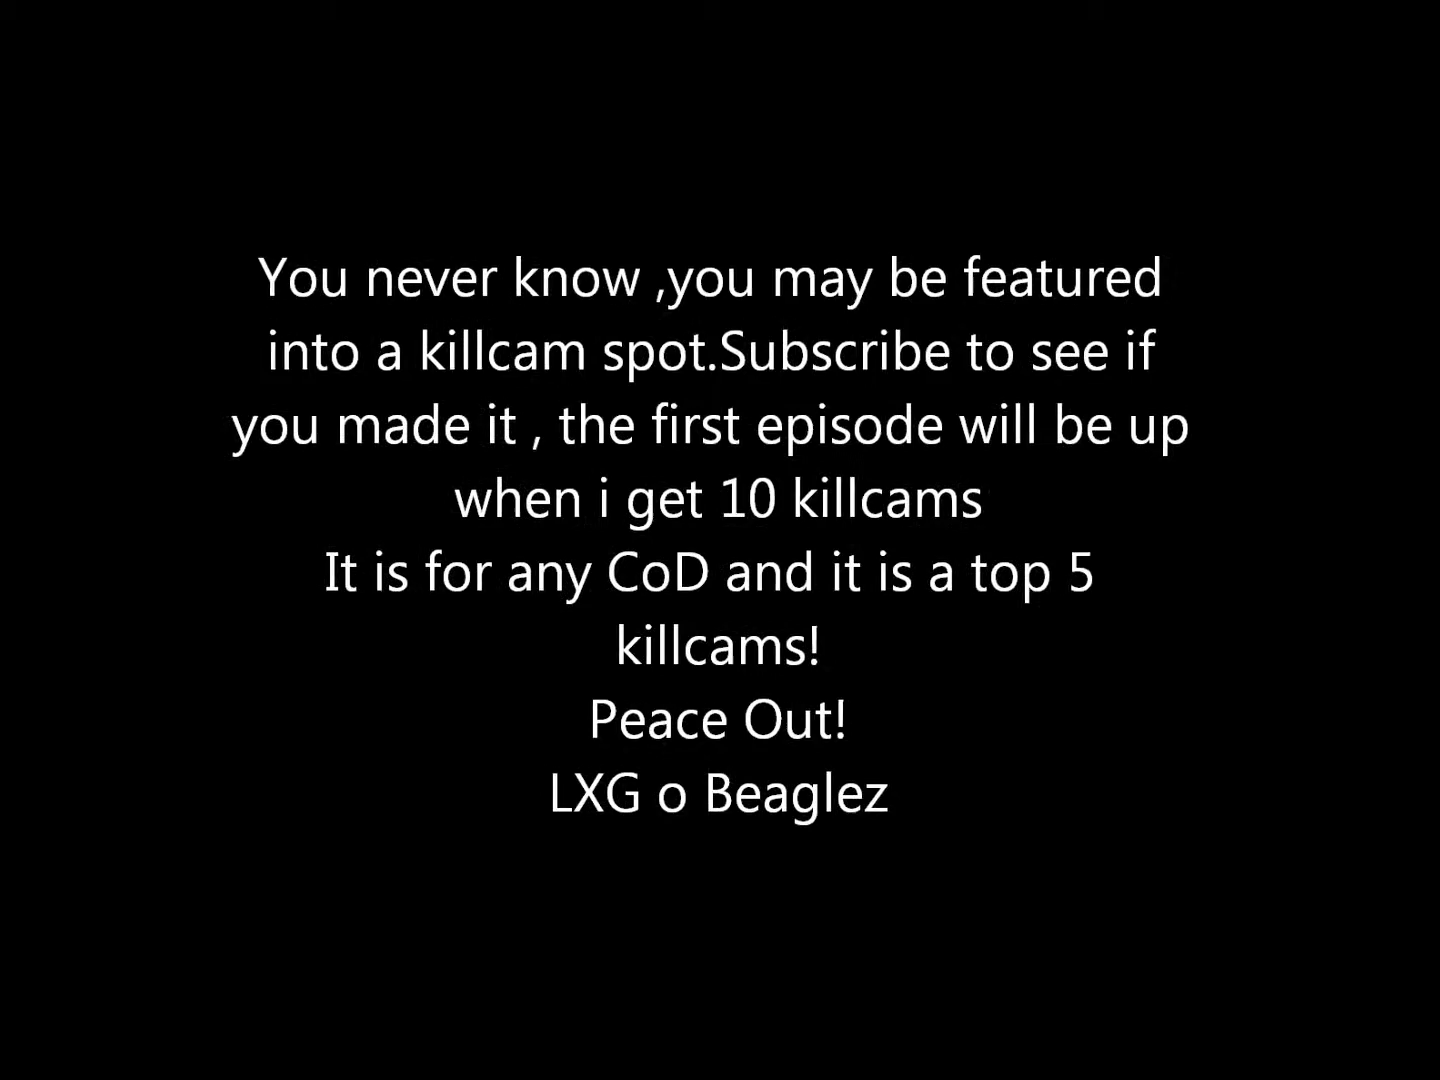 You never know ,you may be featured
into a killcam spot.Subscribe to see if
you made it , the first episode will be up
when i get 10 killcams
It is for any CoD and it is a top 5
killcams!
Peace Out!
LXG o Beaglez